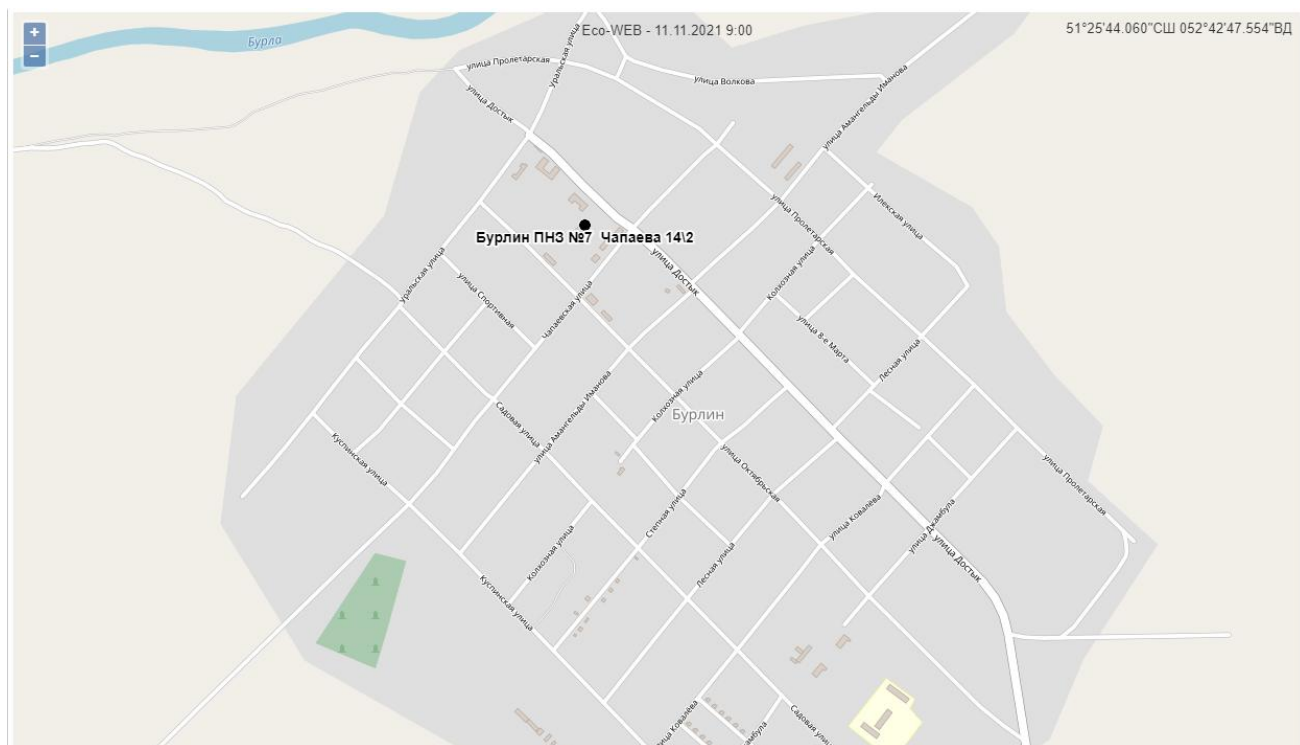 +
Eco-WEB - 11.11.2021 9:00
51°25'44.060"СШ 052°42'47.554"ВД
−
Бурла
Уральская улица
улица Пролетарская
улица Волкова
улица Достык
улица Амангельды Иманова
улица Пролетарская
Илекская улица
Бурлин ПНЗ №7 Чапаева 14\2
Уральская улица
улица Достык
Колхозная улица
улица Спортивная
Чапаевская улица
улица 8-е Марта
Лесная улица
Колхозная улица
Бурлин
Садовая улица
улица Амангельды Иманова
Куспинская улица
улица Октябрьская
улица Пролетарская
Степная улица
улица Ковалёва
улица Джамбула
улица Достык
Колхозная улица
Лесная улица
Куспинская улица
улица Ковалёва
Садовая улица